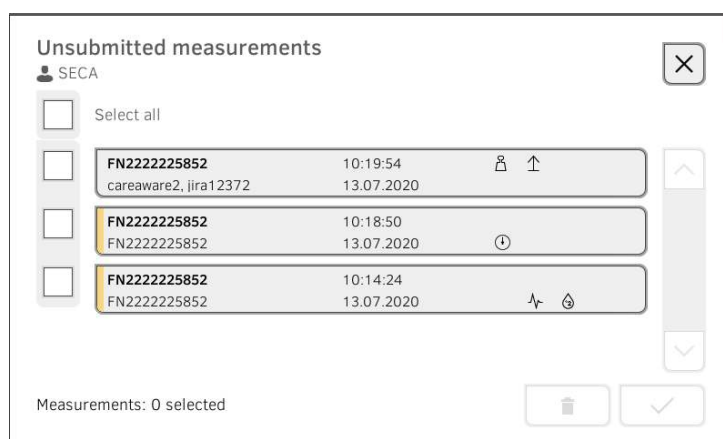 Unsubmitted measurements
SECA
Select all
FN2222225852 10:19:54
careaware2, jira12372 13.07.2020
FN2222225852 10:18:50
FN2222225852 13.07.2020
FN2222225852 10:14:24
FN2222225852 13.07.2020
Measurements: 0 selected